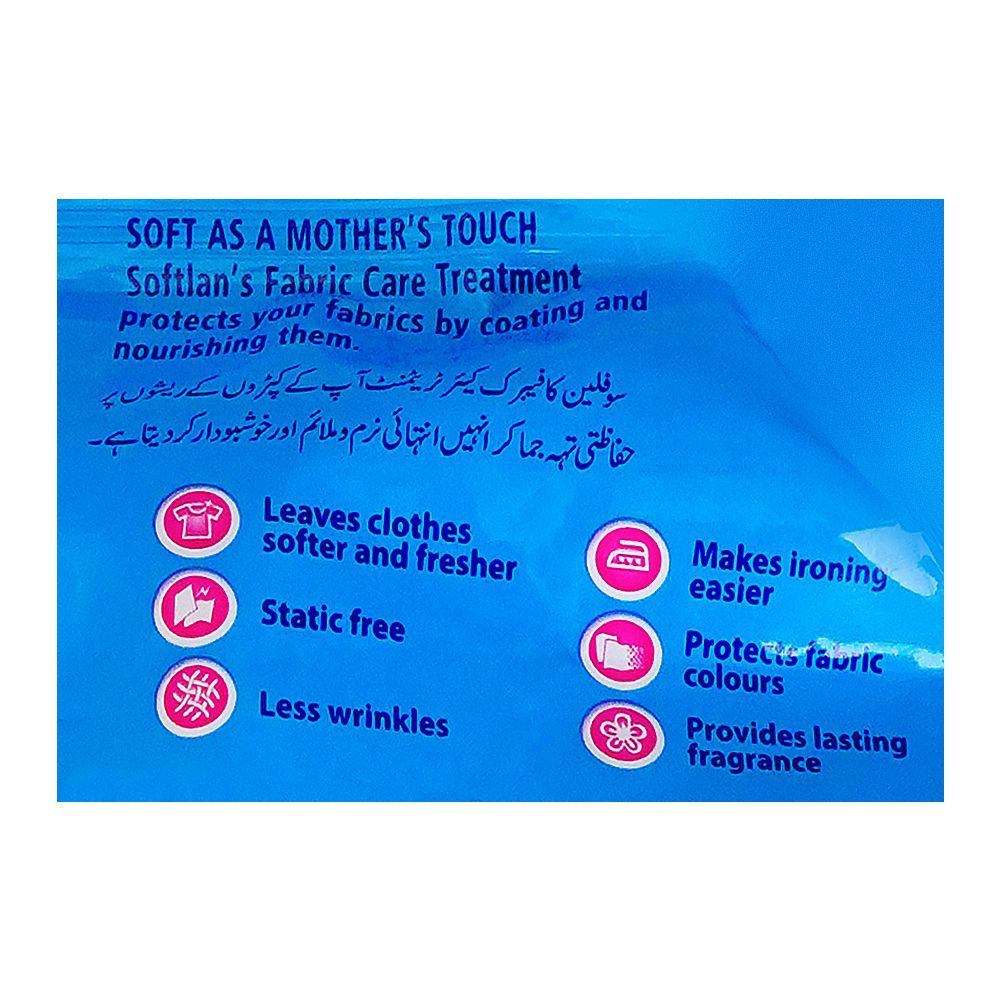 SOFT AS A MOTHER'S TOUCH
Softlan's Fabric Care Treatment
protects your fabrics by coating and
nourishing them.
سوفلین کا فیبرک کیئر ٹریٹمنٹ آپ کے کپڑوں کے ریشوں پر
حفاظتی تہہ جما کر انہیں انتہائی نرم و ملائم اور خوشبودار کر دیتا ہے۔
Leaves clothes
softer and fresher
Static free
Less wrinkles
Makes ironing
easier
Protects fabric
colours
Provides lasting
fragrance